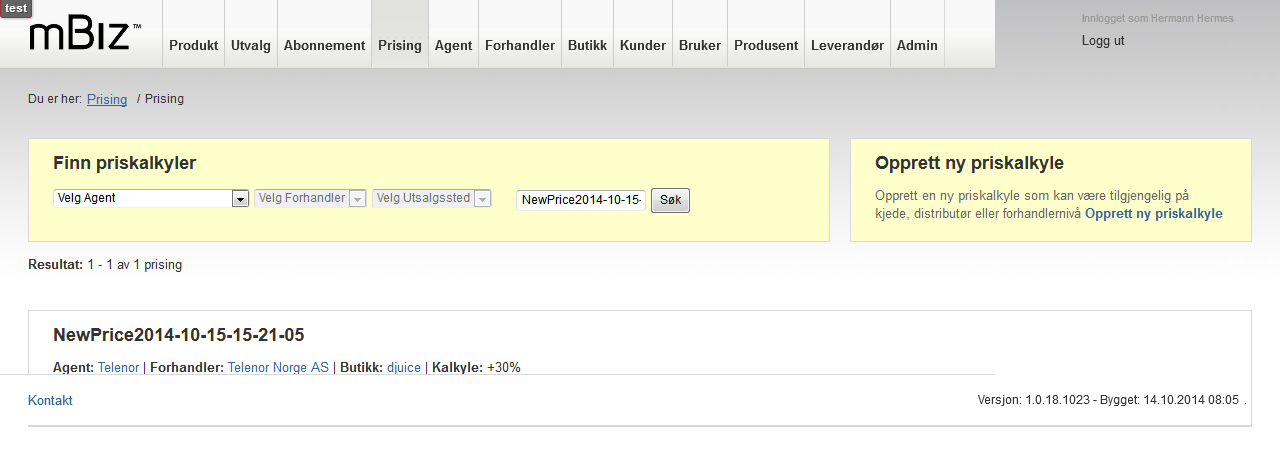 test
mBiz™
Produkt Utvalg Abonnement Prising Agent Forhandler Butikk Kunder Bruker Produsent Leverandør Admin
Innlogget som Hermann Hermes
Logg ut
Du er her: Prising / Prising
Finn priskalkyler
Velg Agent Velg Forhandler Velg Utsalgssted NewPrice2014-10-15- Søk
Opprett ny priskalkyle
Opprett en ny priskalkyle som kan være tilgjengelig på
kjede, distributør eller forhandlernivå Opprett ny priskalkyle
Resultat: 1 - 1 av 1 prising
NewPrice2014-10-15-15-21-05
Agent: Telenor | Forhandler: Telenor Norge AS | Butikk: djuice | Kalkyle: +30%
Kontakt
Versjon: 1.0.18.1023 - Bygget: 14.10.2014 08:05 .